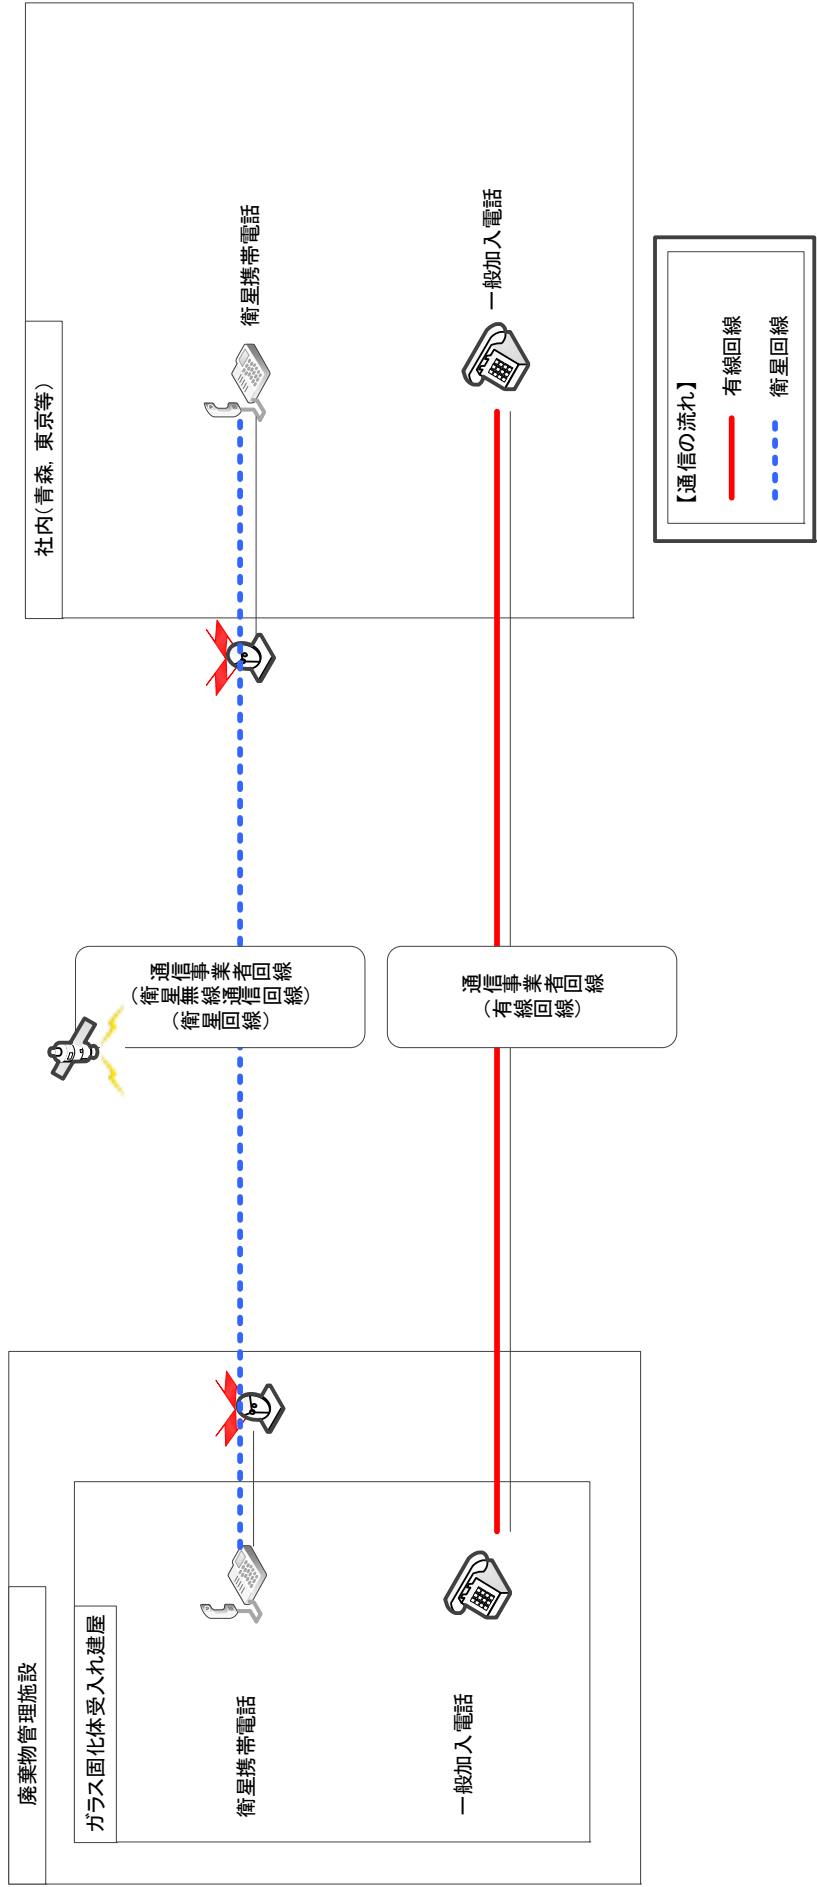 廃棄物管理施設
ガラス固化体受入れ建屋
衛星携帯電話
一般加入電話
通信事業者回線
（衛星無線通信回線）
（衛星回線）
通信事業者回線
（有線回線）
社内（青森，東京等）
衛星携帯電話
一般加入電話
【通信の流れ】
有線回線
衛星回線